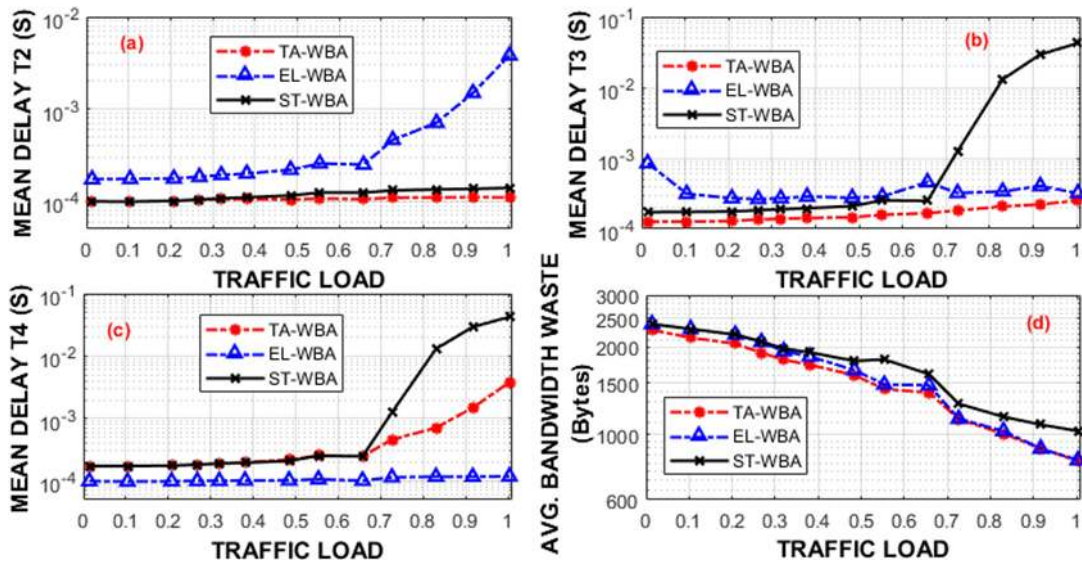 MEAN DELAY T2 (S)
10^-2
10^-3
10^-4
(a)
TA-WBA
EL-WBA
ST-WBA
0 0.1 0.2 0.3 0.4 0.5 0.6 0.7 0.8 0.9 1
TRAFFIC LOAD
MEAN DELAY T3 (S)
10^-1
10^-2
10^-3
10^-4
(b)
TA-WBA
EL-WBA
ST-WBA
0 0.1 0.2 0.3 0.4 0.5 0.6 0.7 0.8 0.9 1
TRAFFIC LOAD
MEAN DELAY T4 (S)
10^-1
10^-2
10^-3
10^-4
(c)
TA-WBA
EL-WBA
ST-WBA
0 0.1 0.2 0.3 0.4 0.5 0.6 0.7 0.8 0.9 1
TRAFFIC LOAD
AVG. BANDWIDTH WASTE
(Bytes)
3000
2500
2000
1500
1000
600
(d)
TA-WBA
EL-WBA
ST-WBA
0 0.1 0.2 0.3 0.4 0.5 0.6 0.7 0.8 0.9 1
TRAFFIC LOAD